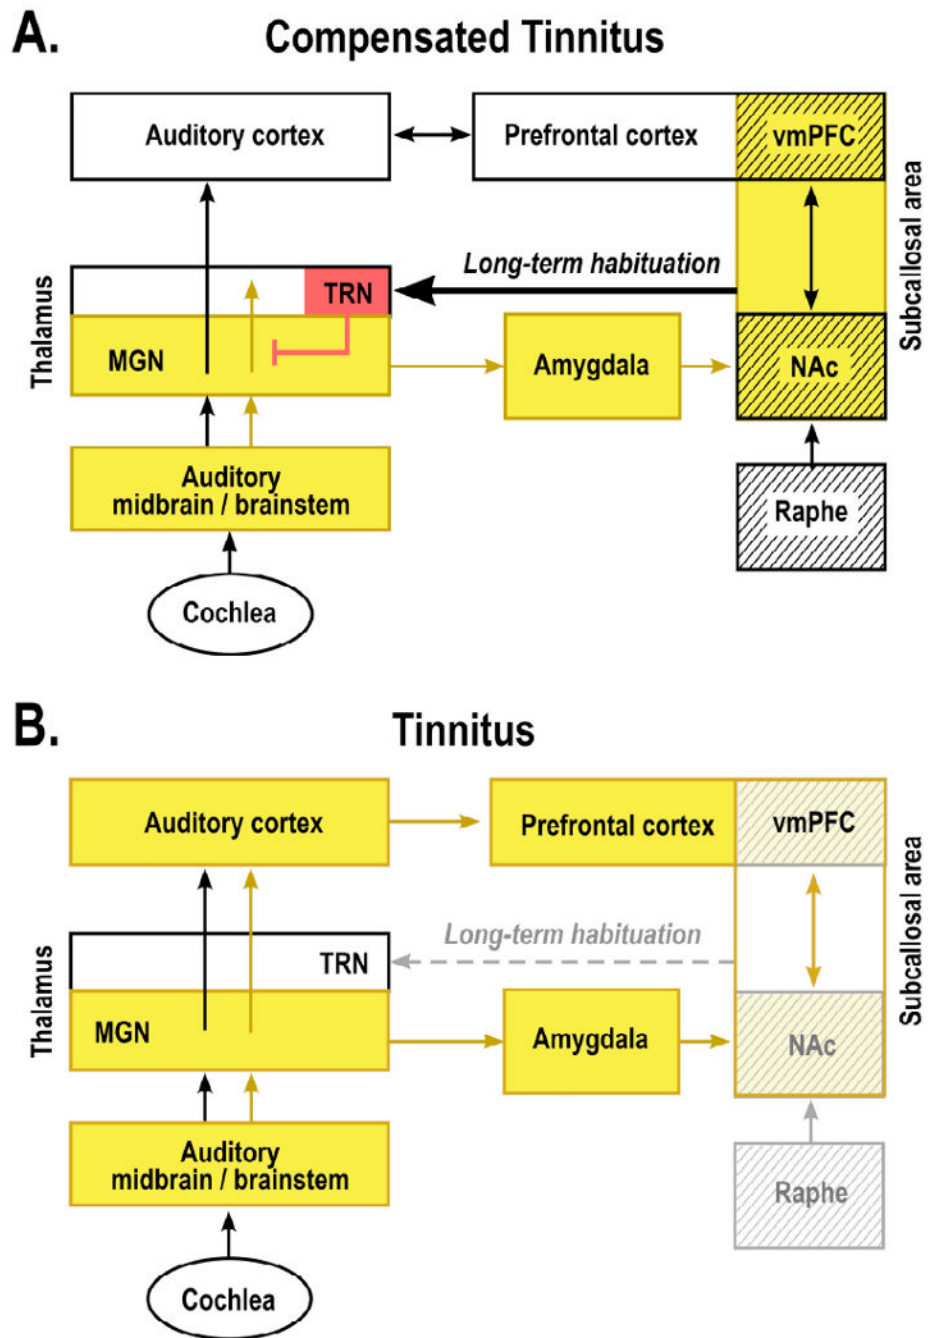 A.
Compensated Tinnitus
Auditory cortex
Prefrontal cortex
vmPFC
Subcallosal area
Long-term habituation
Thalamus
TRN
MGN
Amygdala
NAc
Auditory
midbrain / brainstem
Raphe
Cochlea
B.
Tinnitus
Auditory cortex
Prefrontal cortex
vmPFC
Subcallosal area
Long-term habituation
Thalamus
TRN
MGN
Amygdala
NAc
Auditory
midbrain / brainstem
Raphe
Cochlea